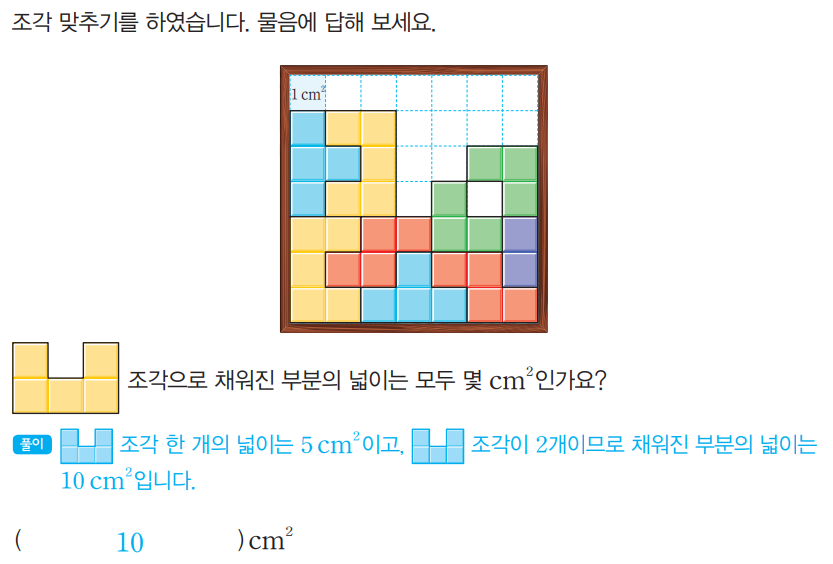 조각 맞추기를 하였습니다. 물음에 답해 보세요.
1 cm²
조각으로 채워진 부분의 넓이는 모두 몇 cm²인가요?
풀이 조각 한 개의 넓이는 5 cm²이고, 조각이 2개이므로 채워진 부분의 넓이는
10 cm²입니다.
( 10 ) cm²